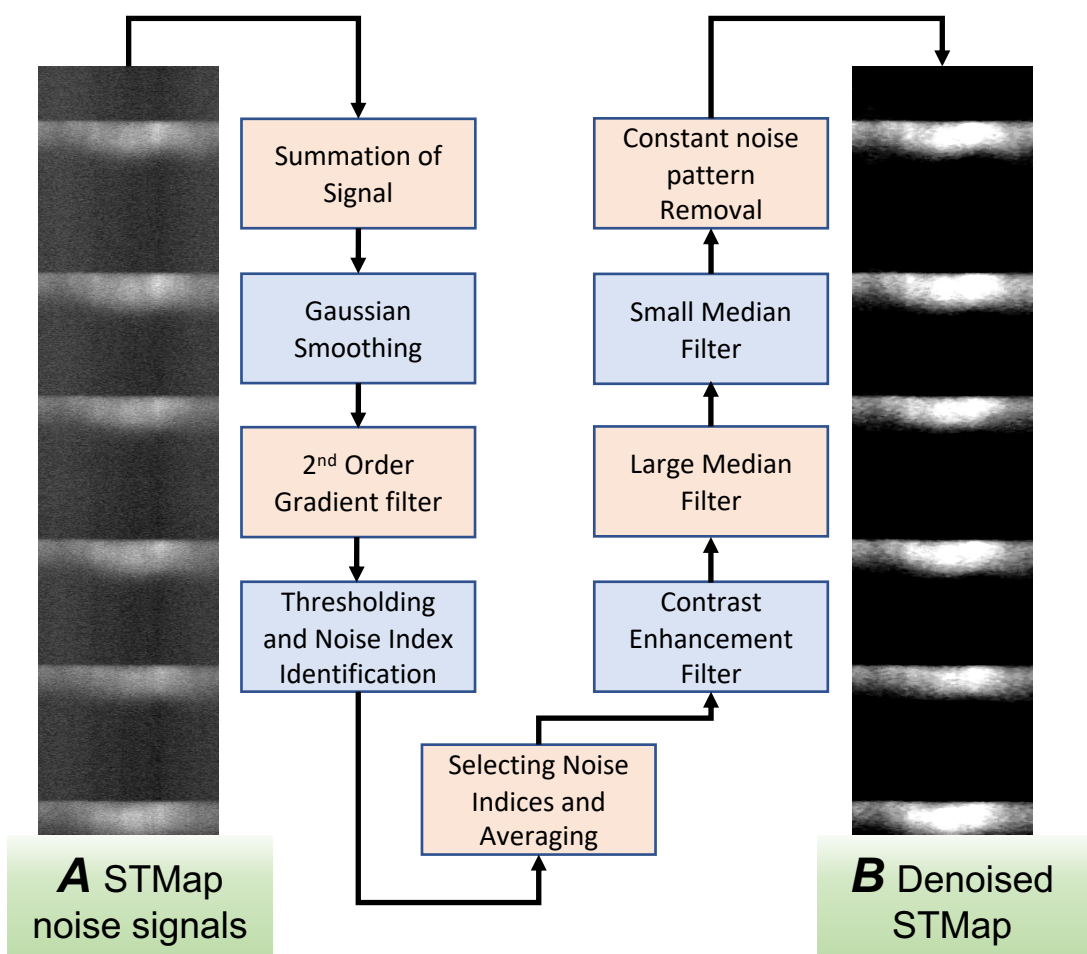 Summation of
Signal
Gaussian
Smoothing
2nd Order
Gradient filter
Thresholding
and Noise Index
Identification
Selecting Noise
Indices and
Averaging
Contrast
Enhancement
Filter
Large Median
Filter
Small Median
Filter
Constant noise
pattern
Removal
A STMap
noise signals
B Denoised
STMap